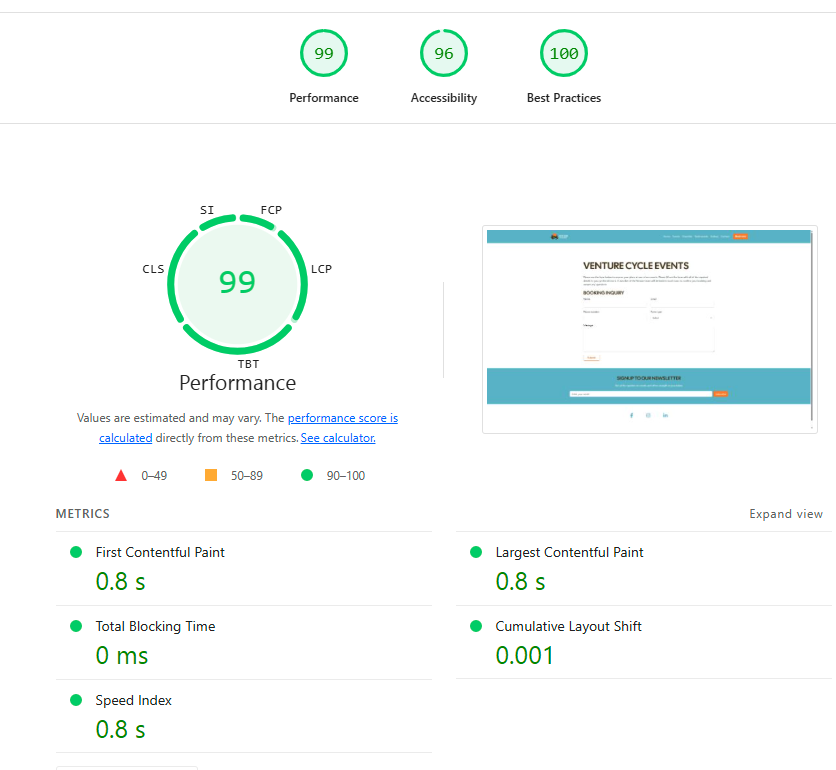 99
96
100
Performance
Accessibility
Best Practices
SI
FCP
CLS
LCP
99
TBT
Performance
Values are estimated and may vary. The performance score is
calculated directly from these metrics. See calculator.
0–49
50–89
90–100
VENTURE CYCLE EVENTS
BOOKING INQUIRY
SIGN UP TO OUR NEWSLETTER
METRICS
Expand view
First Contentful Paint
0.8 s
Largest Contentful Paint
0.8 s
Total Blocking Time
0 ms
Cumulative Layout Shift
0.001
Speed Index
0.8 s